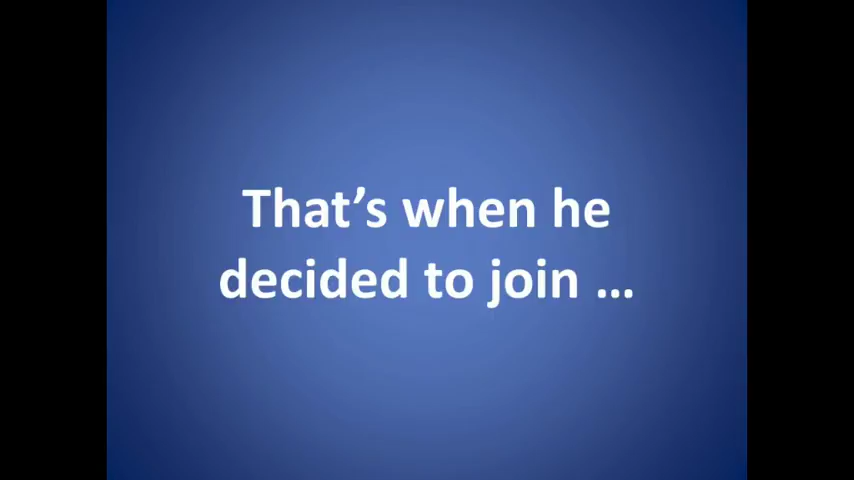 That’s when he
decided to join ...